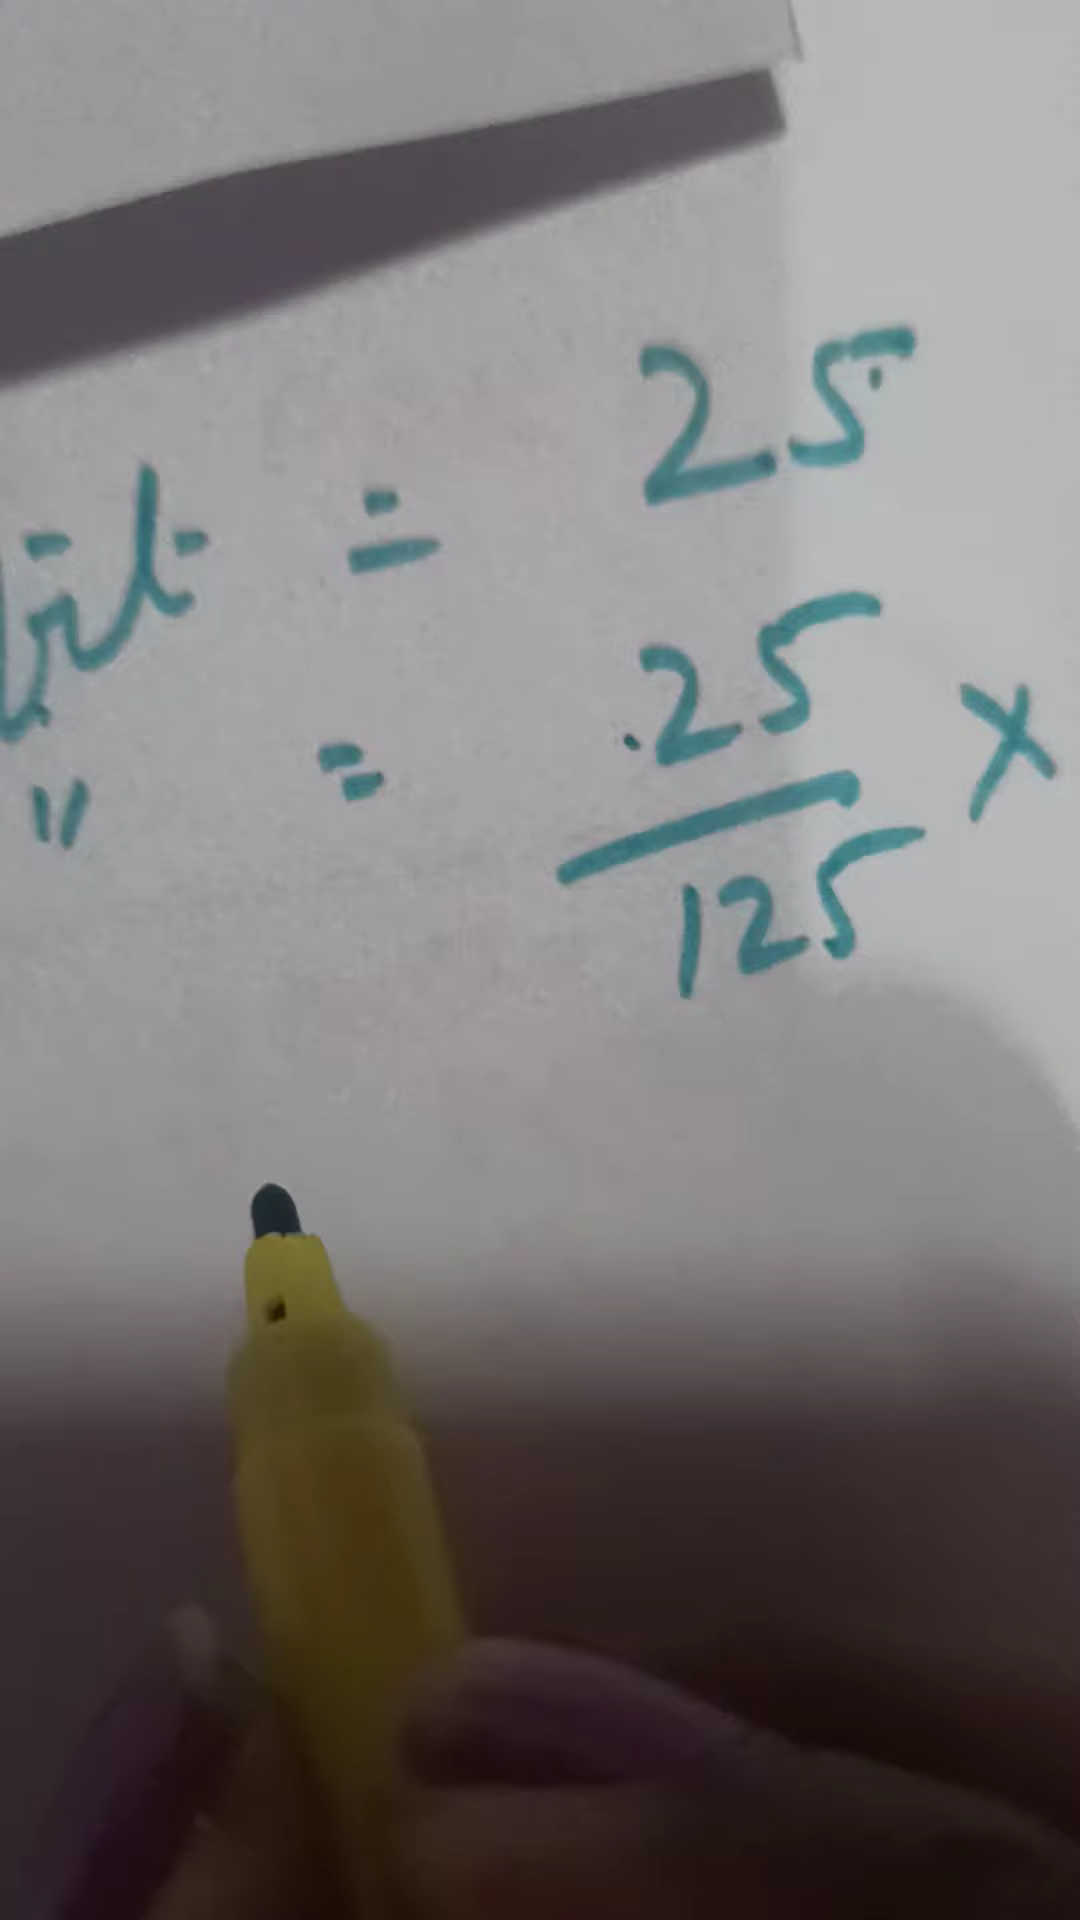 = 25
" = 25/125 x